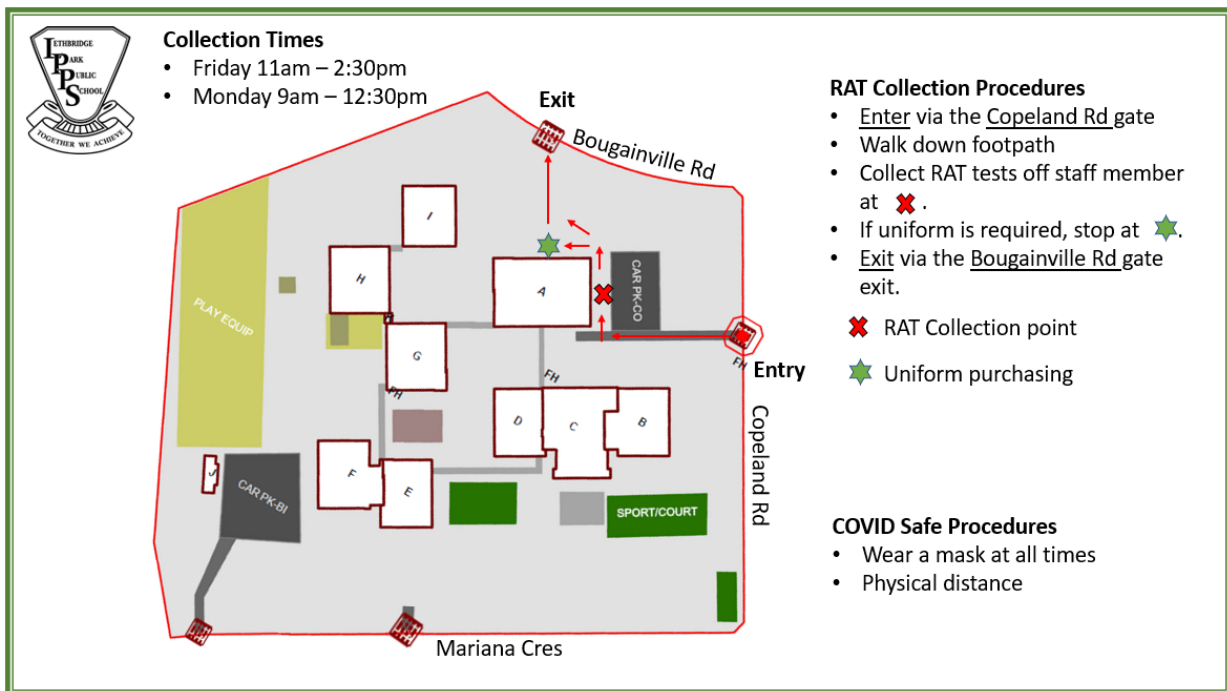 LETHBRIDGE
PARK
PUBLIC
SCHOOL
TOGETHER WE ACHIEVE
Collection Times
• Friday 11am – 2:30pm
• Monday 9am – 12:30pm
Exit
Bougainville Rd
I
H
A
CAR PK-CO
PLAY EQUIP
G
FH
Entry
FH
FH
D
C
B
Copeland Rd
J
CAR PK-BI
F
E
SPORT/COURT
Mariana Cres
RAT Collection Procedures
• Enter via the Copeland Rd gate
• Walk down footpath
• Collect RAT tests off staff member
at .
• If uniform is required, stop at .
• Exit via the Bougainville Rd gate
exit.
RAT Collection point
Uniform purchasing
COVID Safe Procedures
• Wear a mask at all times
• Physical distance